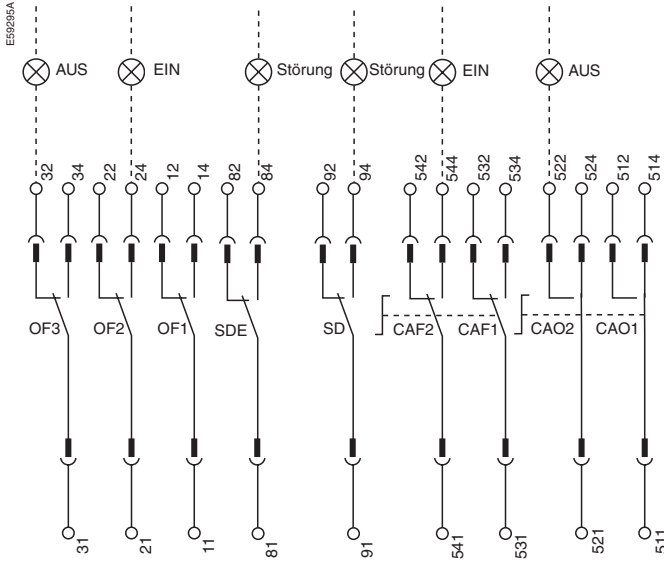 E59295A
AUS EIN Störung Störung EIN AUS
32 34 22 24 12 14 82 84 92 94 542 544 532 534 522 524 512 514
OF3 OF2 OF1 SDE SD CAF2 CAF1 CAO2 CAO1
31 21 11 81 91 541 531 521 511